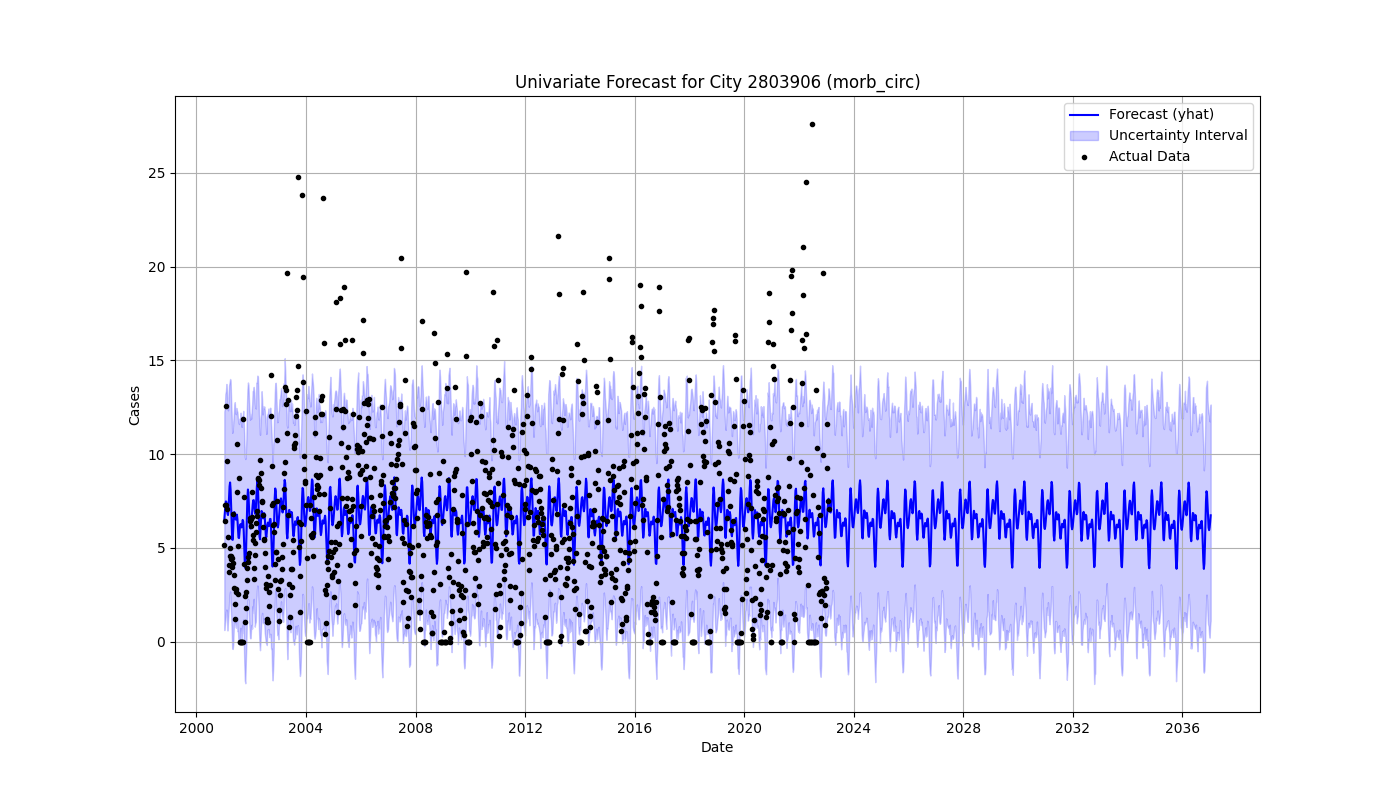 Univariate Forecast for City 2803906 (morb_circ)
Forecast (yhat)
Uncertainty Interval
Actual Data
Cases
25
20
15
10
5
0
2000 2004 2008 2012 2016 2020 2024 2028 2032 2036
Date